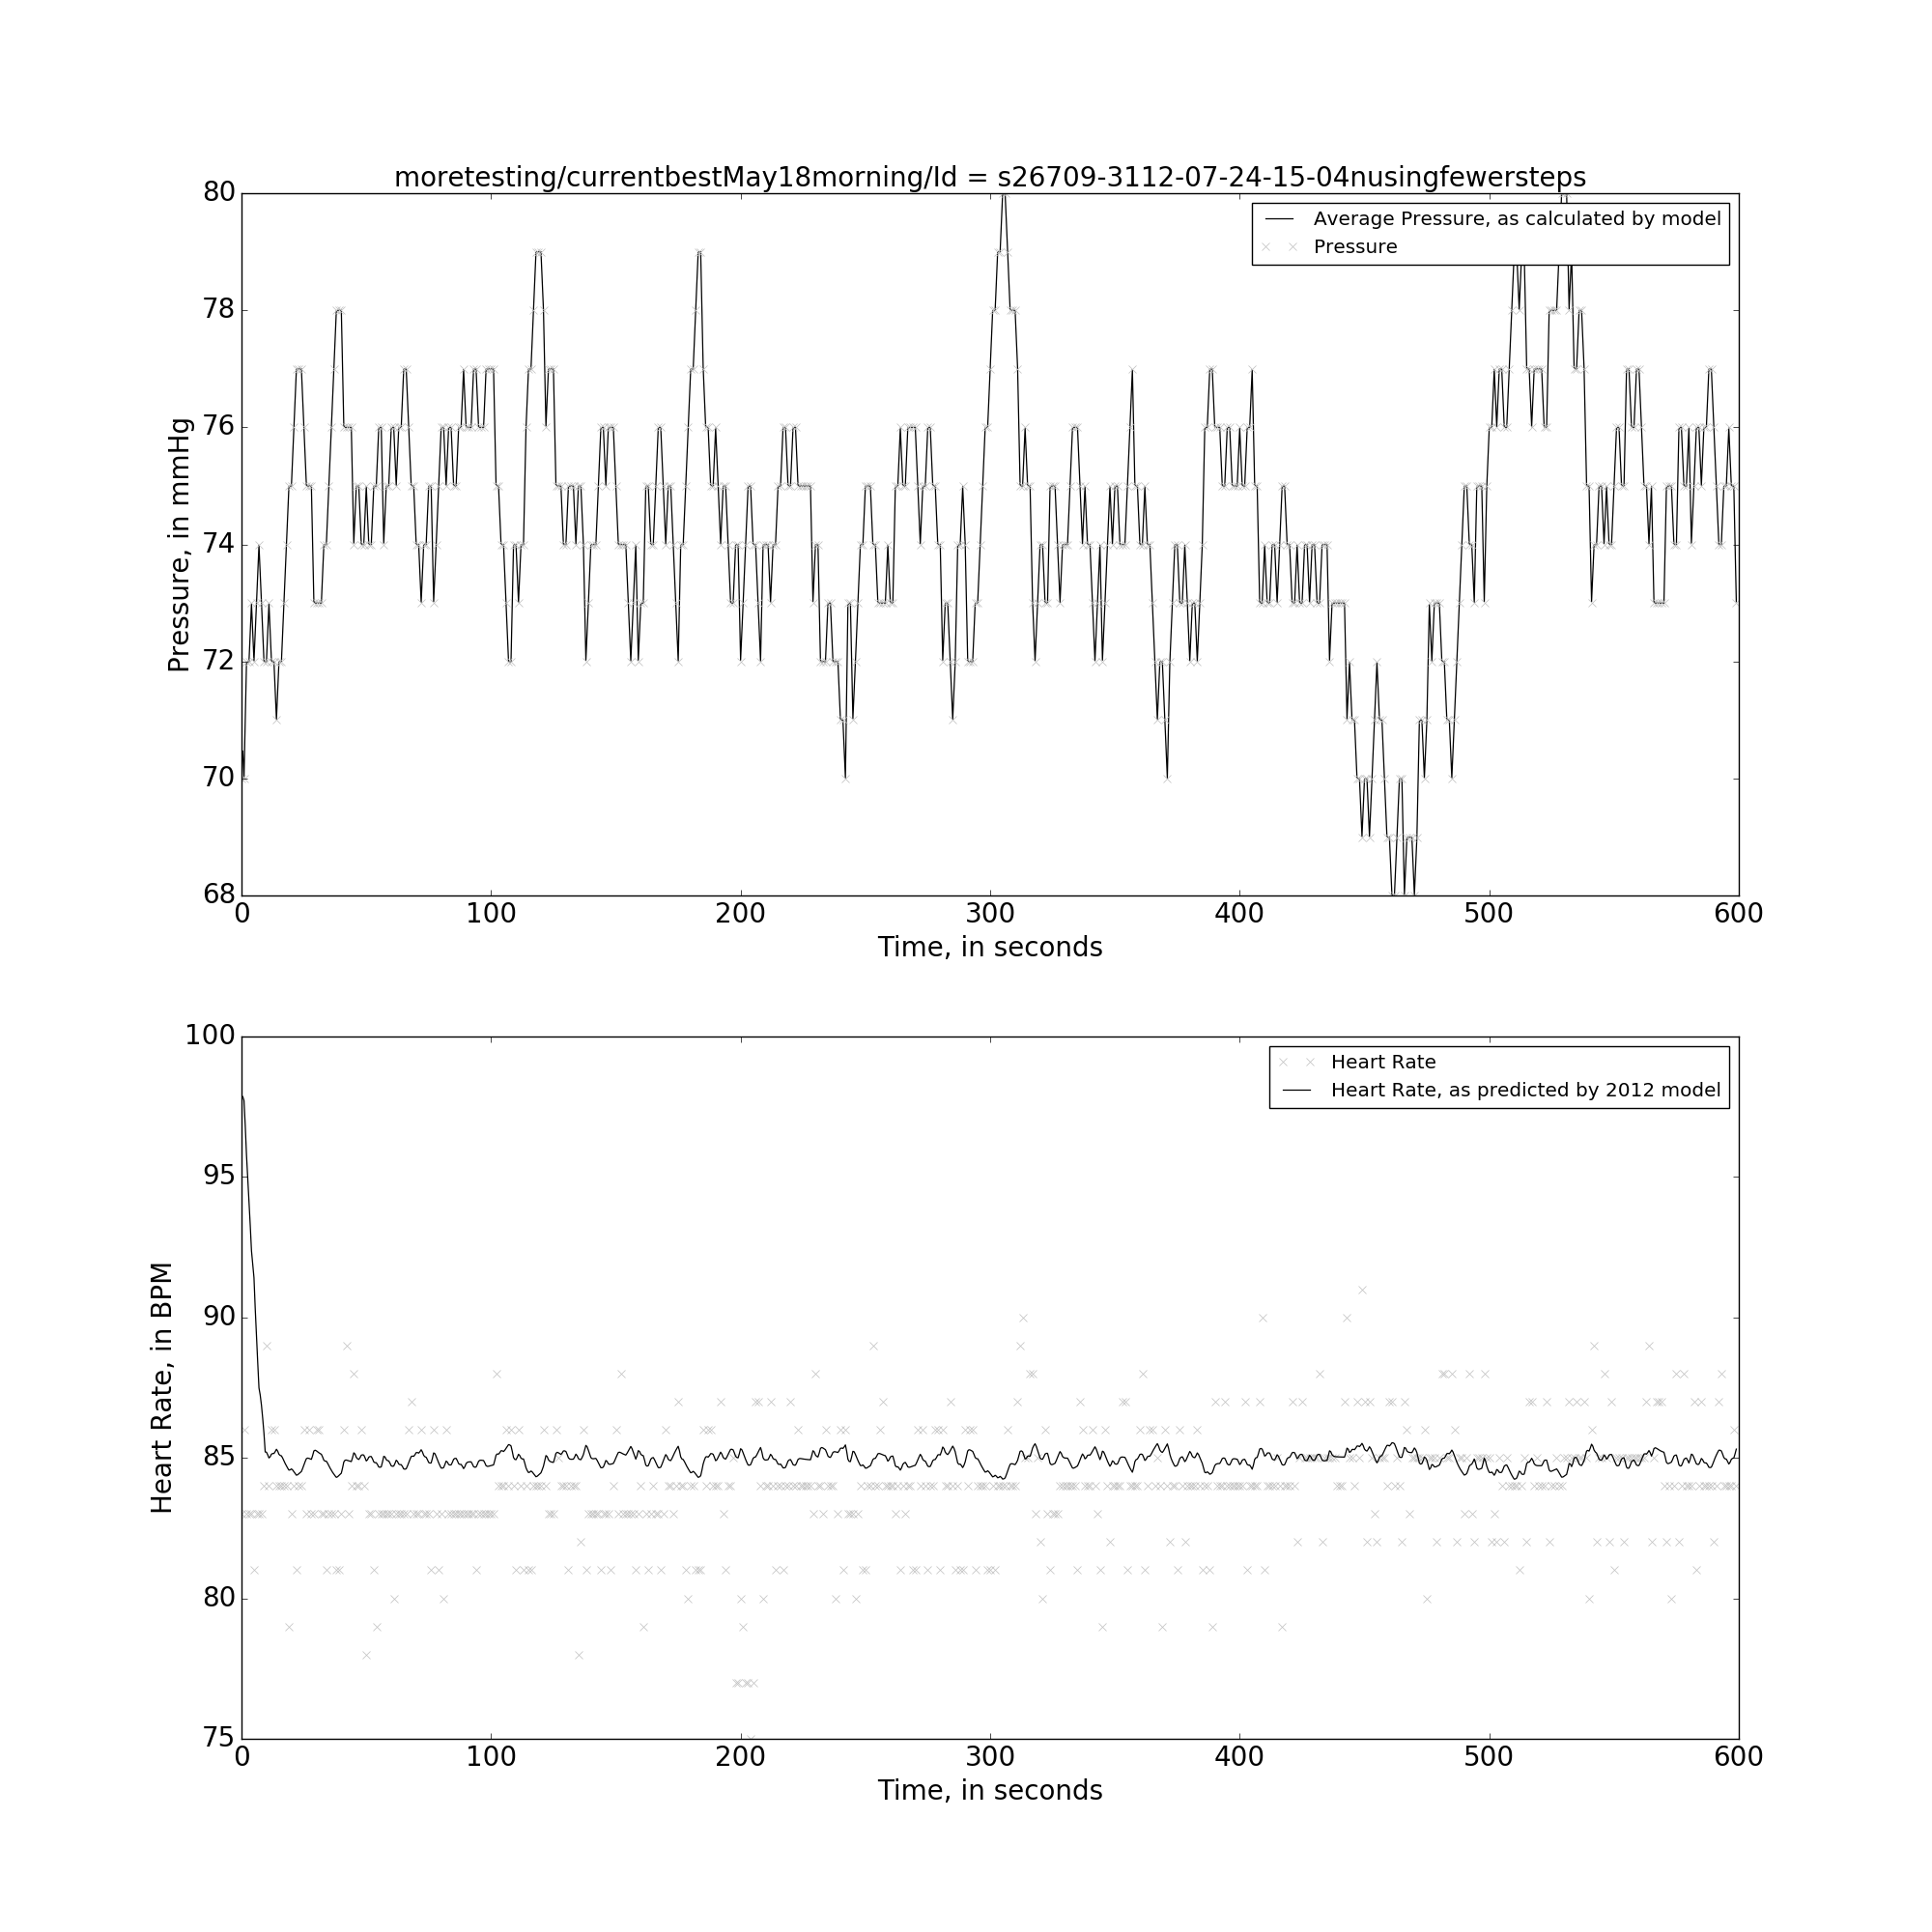 moretesting/currentbestMay18morning/Id = s26709-3112-07-24-15-04nusingfewersteps
80
78
76
74
72
70
68
Pressure, in mmHg
Average Pressure, as calculated by model
Pressure
0 100 200 300 400 500 600
Time, in seconds
100
95
90
85
80
75
Heart Rate, in BPM
Heart Rate
Heart Rate, as predicted by 2012 model
0 100 200 300 400 500 600
Time, in seconds